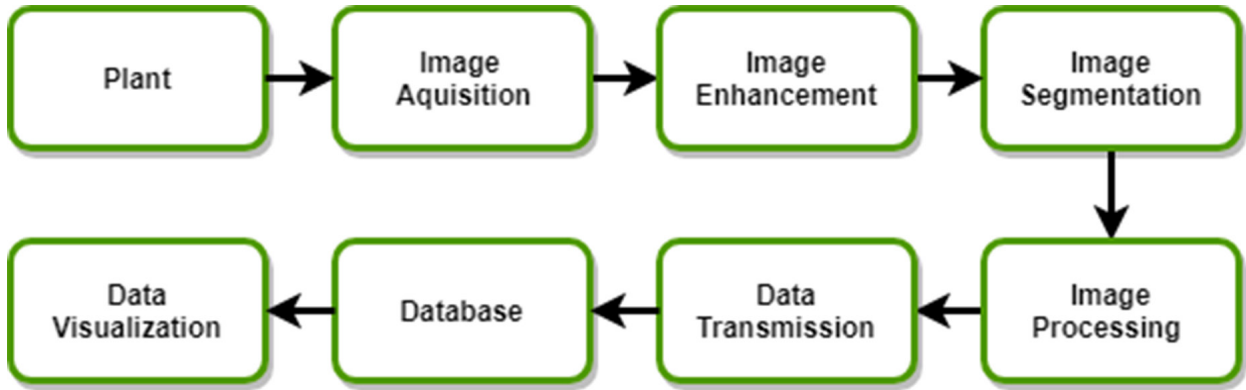 Plant
Image
Aquisition
Image
Enhancement
Image
Segmentation
Image
Processing
Data
Transmission
Database
Data
Visualization